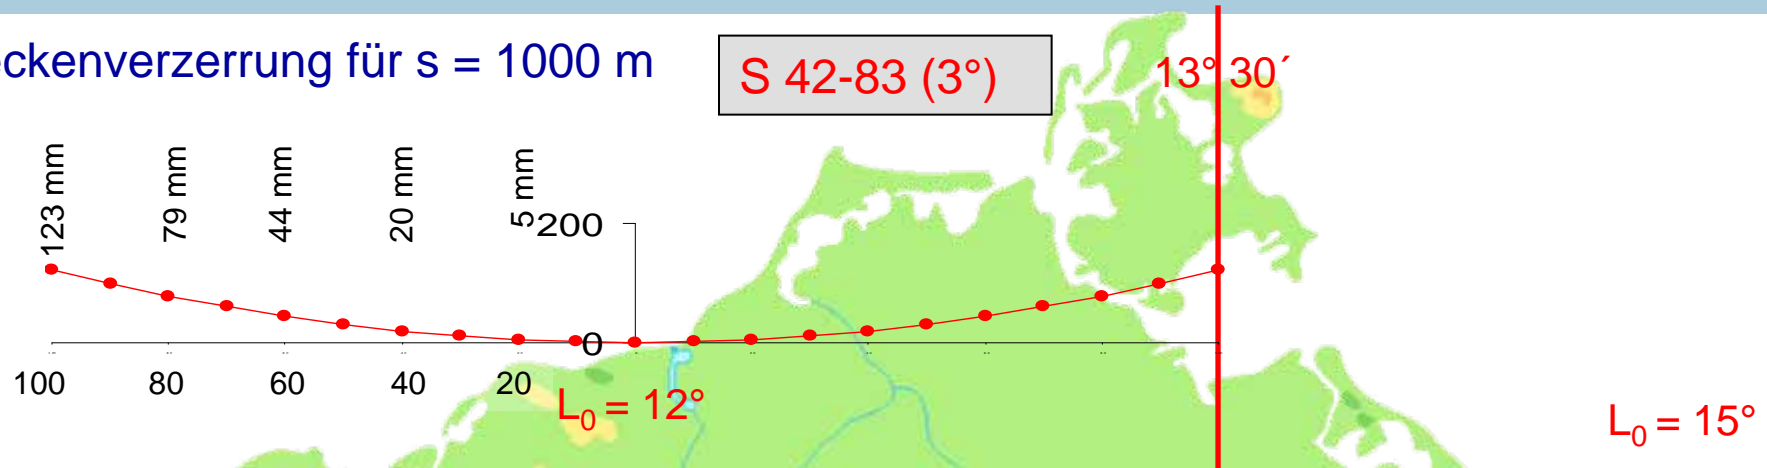 eckenverzerrung für s = 1000 m
S 42-83 (3°)
13° 30´
123 mm
79 mm
44 mm
20 mm
5 mm
200
0
100 80 60 40 20
L₀ = 12°
L₀ = 15°